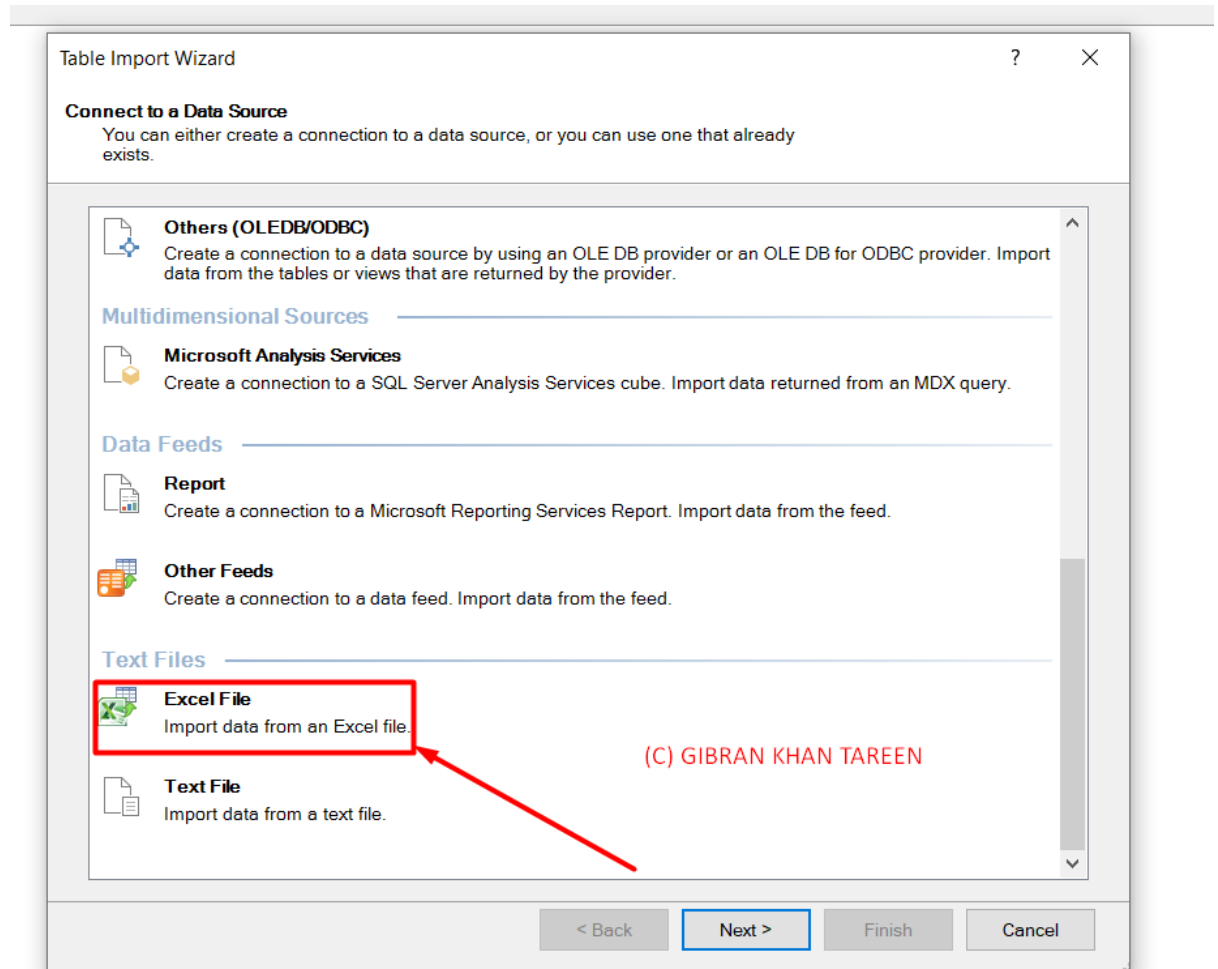 Table Import Wizard
?
Connect to a Data Source
You can either create a connection to a data source, or you can use one that already
exists.
Others (OLEDB/ODBC)
Create a connection to a data source by using an OLE DB provider or an OLE DB for ODBC provider. Import
data from the tables or views that are returned by the provider.
Multidimensional Sources
Microsoft Analysis Services
Create a connection to a SQL Server Analysis Services cube. Import data returned from an MDX query.
Data Feeds
Report
Create a connection to a Microsoft Reporting Services Report. Import data from the feed.
Other Feeds
Create a connection to a data feed. Import data from the feed.
Text Files
Excel File
Import data from an Excel file.
(C) GIBRAN KHAN TAREEN
Text File
Import data from a text file.
< Back
Next >
Finish
Cancel